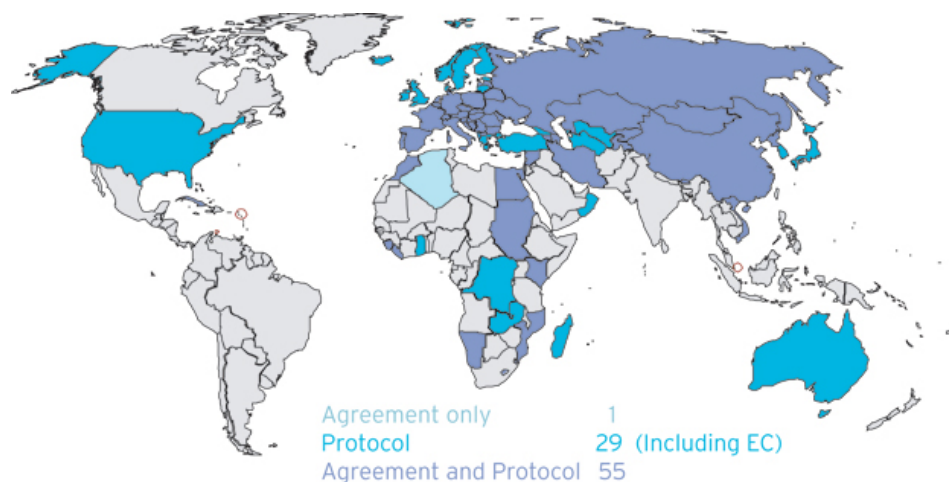 Agreement only 1
Protocol 29 (Including EC)
Agreement and Protocol 55